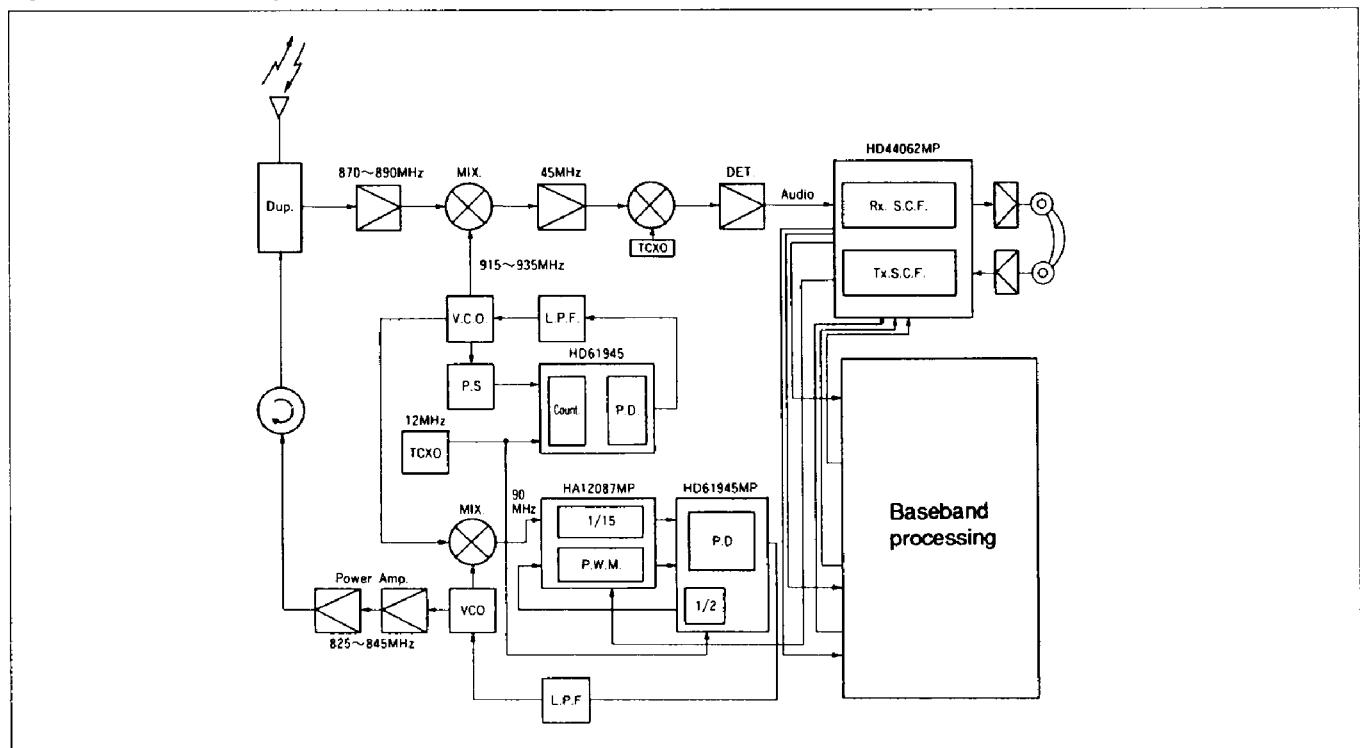 HD44062MP
870~890MHz
MIX.
45MHz
DET.
Audio
Dup.
Rx. S.C.F.
TCXO
Tx.S.C.F.
915~935MHz
V.C.O.
L.P.F.
HD61945
P.S
Count.
P.D.
12MHz
TCXO
90
MHz
HA12087MP
HD61945MP
MIX.
1/15
P.D
P.W.M.
Baseband
processing
Power Amp.
VCO
1/2
825~845MHz
L.P.F